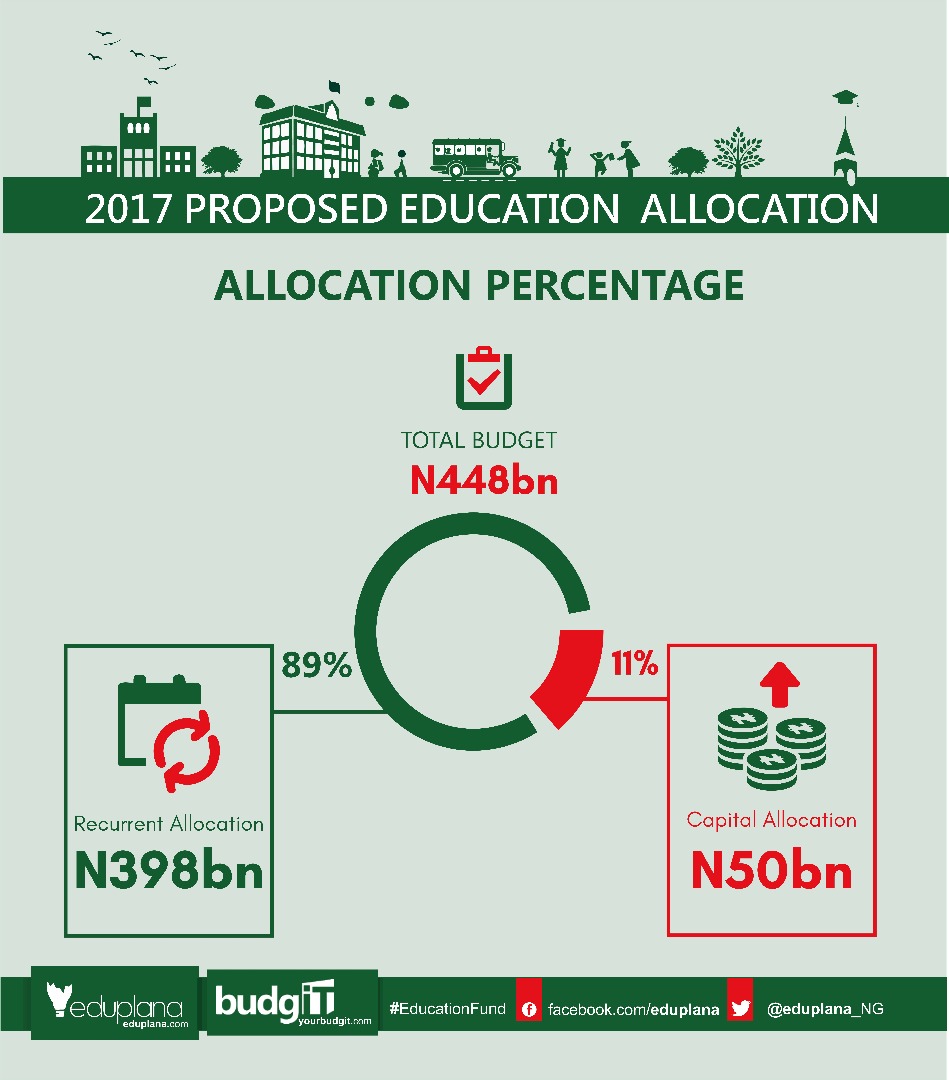 2017 PROPOSED EDUCATION ALLOCATION
ALLOCATION PERCENTAGE
TOTAL BUDGET
N448bn
89%
11%
Recurrent Allocation
N398bn
Capital Allocation
N50bn
eduplana
eduplana.com
budgIT
yourbudgit.com
#EducationFund
facebook.com/eduplana
@eduplana_NG